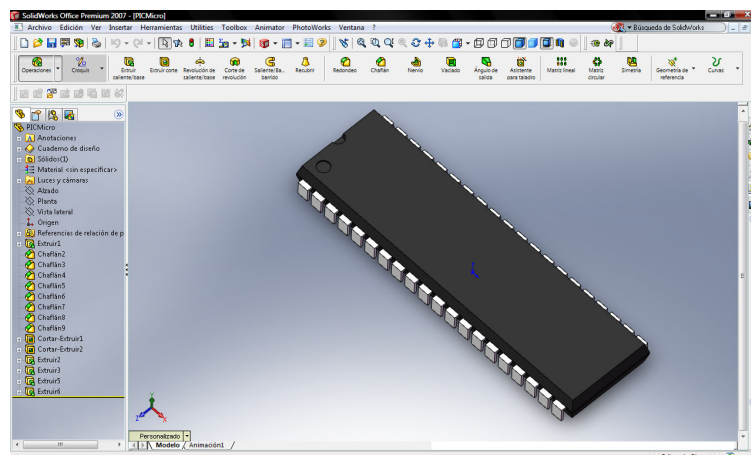 SolidWorks Office Premium 2007 - [PICMicro]
Archivo Edición Ver Insertar Herramientas Utilities Toolbox Animator PhotoWorks Ventana ?
Búsqueda de SolidWorks
Operaciones Croquis Extruir saliente/base Extruir corte Revolución de saliente/base Corte de revolución Saliente/Ba... barrido Recubrir Redondeo Chaflán Nervio Vaciado Ángulo de salida Asistente para taladro Matriz lineal Matriz circular Simetría Geometría de referencia Curvas
PICMicro
Anotaciones
Cuaderno de diseño
Sólidos(1)
Material <sin especificar>
Luces y cámaras
Alzado
Planta
Vista lateral
Origen
Referencias de relación de p
Extruir1
Chaflán2
Chaflán3
Chaflán4
Chaflán5
Chaflán6
Chaflán7
Chaflán8
Chaflán9
Cortar-Extruir1
Cortar-Extruir2
Extruir2
Extruir3
Extruir5
Extruir6
Y
Z
X
Personalizado
Modelo Animación1